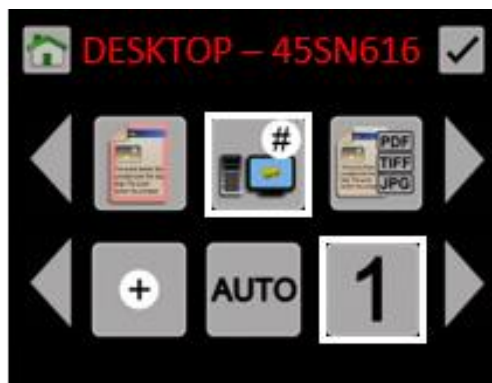 DESKTOP – 45SN616
#
PDF
TIFF
JPG
+
AUTO
1